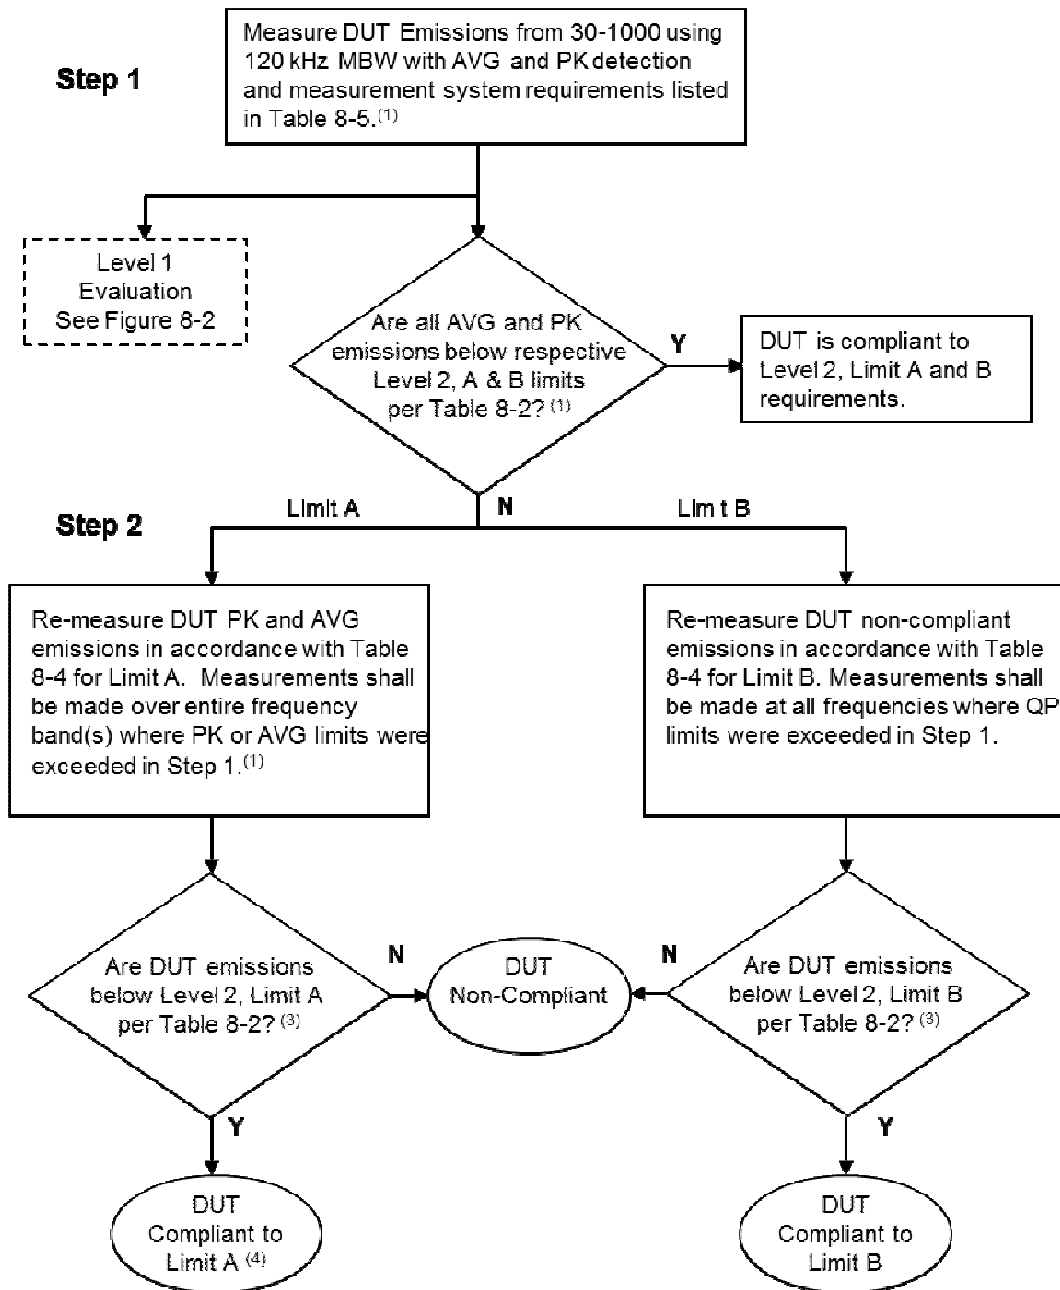 Measure DUT Emissions from 30-1000 using
120 kHz MBW with AVG and PK detection
and measurement system requirements listed
in Table 8-5.(1)
Step 1
Level 1
Evaluation
See Figure 8-2
Are all AVG and PK
emissions below respective
Level 2, A & B limits
per Table 8-2? (1)
Y
DUT is compliant to
Level 2, Limit A and B
requirements.
N
Limit A
Limit B
Step 2
Re-measure DUT PK and AVG
emissions in accordance with Table
8-4 for Limit A. Measurements shall
be made over entire frequency
band(s) where PK or AVG limits were
exceeded in Step 1.(1)
Re-measure DUT non-compliant
emissions in accordance with Table
8-4 for Limit B. Measurements shall
be made at all frequencies where QP
limits were exceeded in Step 1.
Are DUT emissions
below Level 2, Limit A
per Table 8-2? (3)
N
DUT
Non-Compliant
N
Are DUT emissions
below Level 2, Limit B
per Table 8-2? (3)
Y
Y
DUT
Compliant to
Limit A (4)
DUT
Compliant to
Limit B